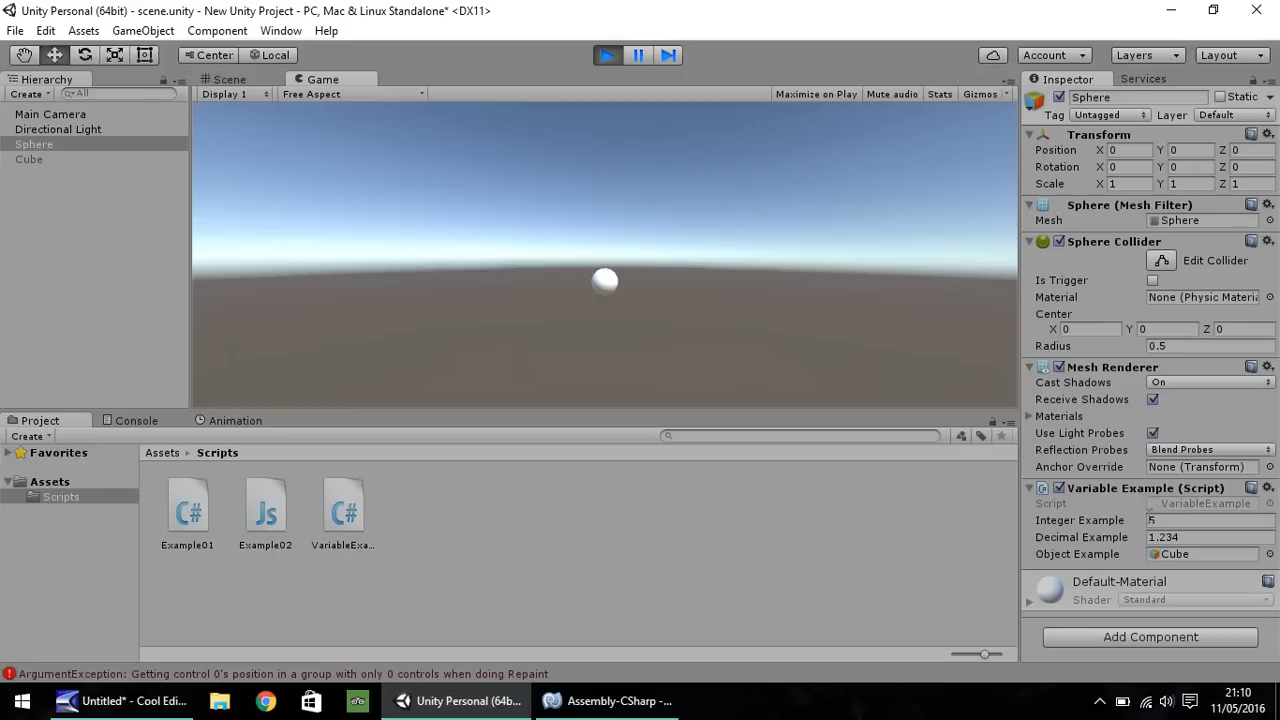 Unity Personal (64bit) - scene.unity - New Unity Project - PC, Mac & Linux Standalone* <DX11>
File Edit Assets GameObject Component Window Help
Center Local Account Layers Layout
Hierarchy
Create All
Main Camera
Directional Light
Sphere
Cube
Scene Game
Display 1 Free Aspect Maximize on Play Mute audio Stats Gizmos
Inspector Services
Sphere Static
Tag Untagged Layer Default
Transform
Position X 0 Y 0 Z 0
Rotation X 0 Y 0 Z 0
Scale X 1 Y 1 Z 1
Sphere (Mesh Filter)
Mesh Sphere
Sphere Collider
Edit Collider
Is Trigger
Material None (Physic Materia
Center
X 0 Y 0 Z 0
Radius 0.5
Mesh Renderer
Cast Shadows On
Receive Shadows
Materials
Use Light Probes
Reflection Probes Blend Probes
Anchor Override None (Transform)
Variable Example (Script)
Script VariableExample
Integer Example 5
Decimal Example 1.234
Object Example Cube
Default-Material
Shader Standard
Add Component
Project Console Animation
Create
Favorites
Assets
Scripts
Assets Scripts
C# Js C#
Example01 Example02 VariableExa...
ArgumentException: Getting control 0's position in a group with only 0 controls when doing Repaint
Untitled* - Cool Edi... Unity Personal (64b... Assembly-CSharp -...
21:10
11/05/2016